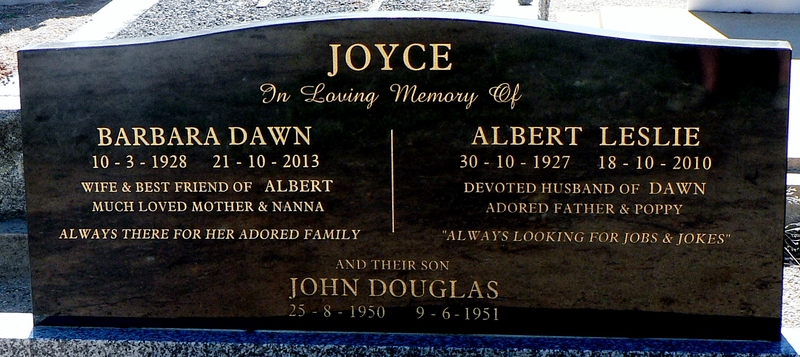 JOYCE
In Loving Memory Of
BARBARA DAWN
10 - 3 - 1928 21 - 10 - 2013
WIFE & BEST FRIEND OF ALBERT
MUCH LOVED MOTHER & NANNA
ALWAYS THERE FOR HER ADORED FAMILY
ALBERT LESLIE
30 - 10 - 1927 18 - 10 - 2010
DEVOTED HUSBAND OF DAWN
ADORED FATHER & POPPY
"ALWAYS LOOKING FOR JOBS & JOKES"
AND THEIR SON
JOHN DOUGLAS
25 - 8 - 1950 9 - 6 - 1951